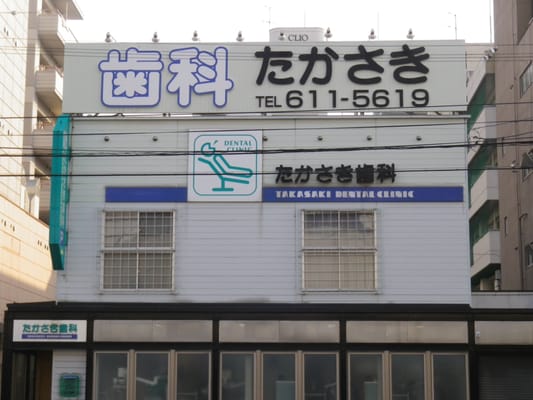 CLIO
歯科 たかさき
TEL 611-5619
DENTAL
CLINIC
たかさき歯科
TAKASAKI DENTAL CLINIC
たかさき歯科